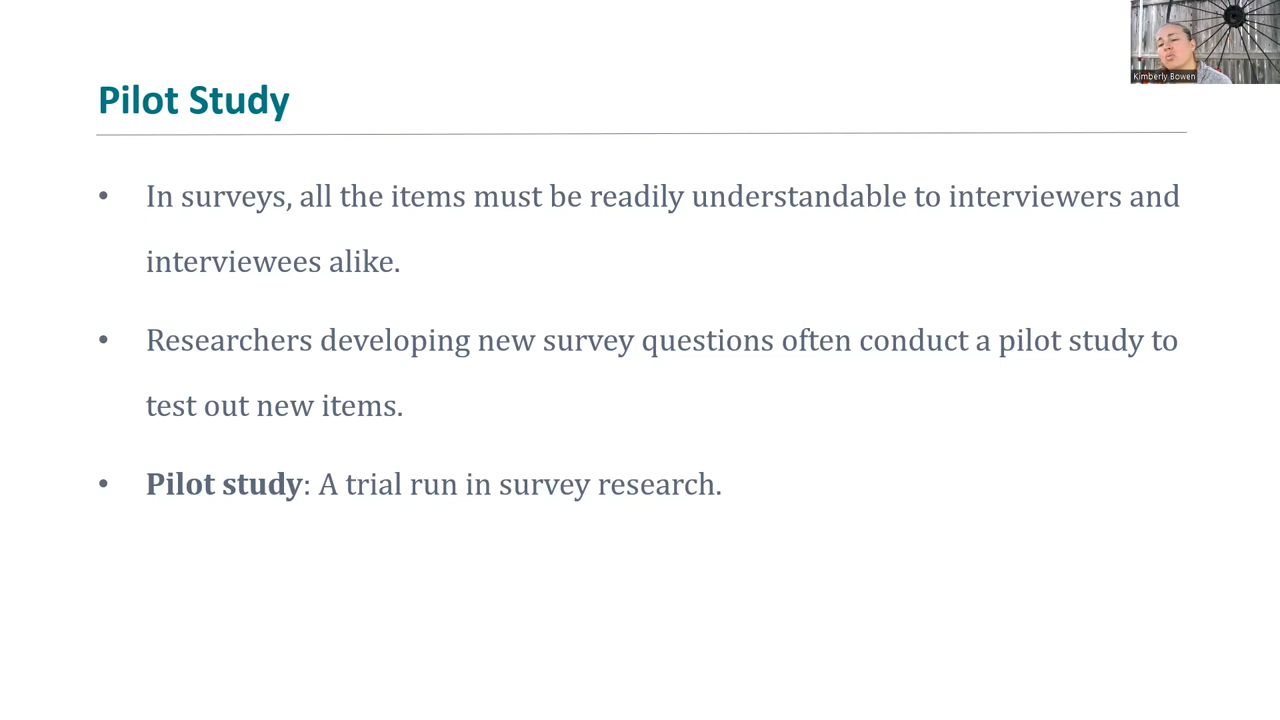 Kimberly Bowen
Pilot Study
• In surveys, all the items must be readily understandable to interviewers and
interviewees alike.
• Researchers developing new survey questions often conduct a pilot study to
test out new items.
• Pilot study: A trial run in survey research.